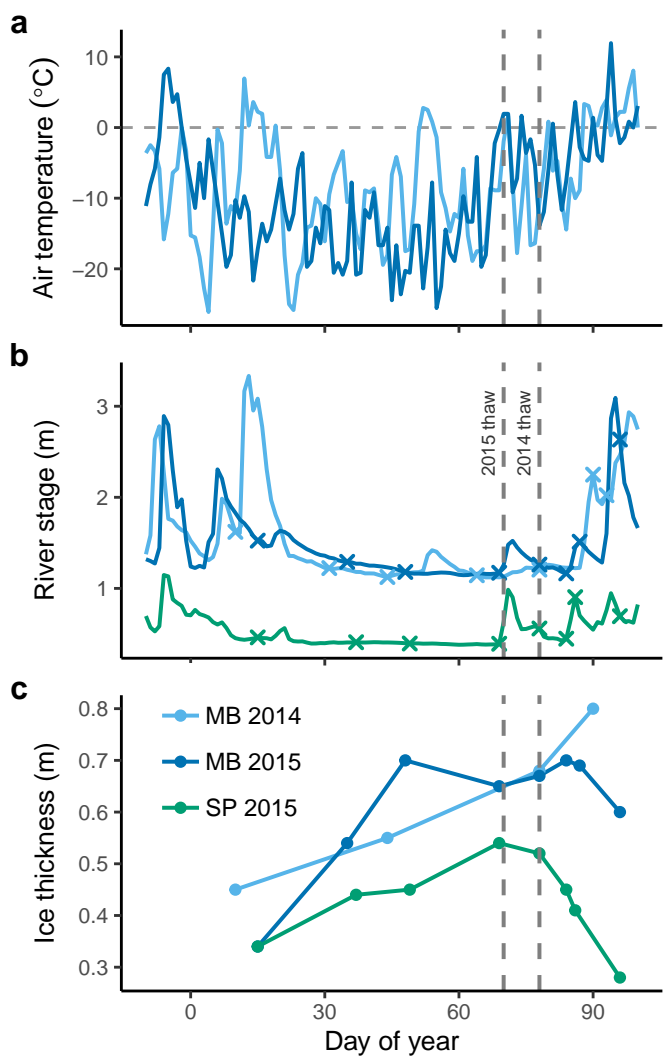 a
Air temperature (°C)
10
0
−10
−20
b
River stage (m)
3
2
1
2015 thaw
2014 thaw
c
Ice thickness (m)
0.8
0.7
0.6
0.5
0.4
0.3
MB 2014
MB 2015
SP 2015
0
30
60
90
Day of year